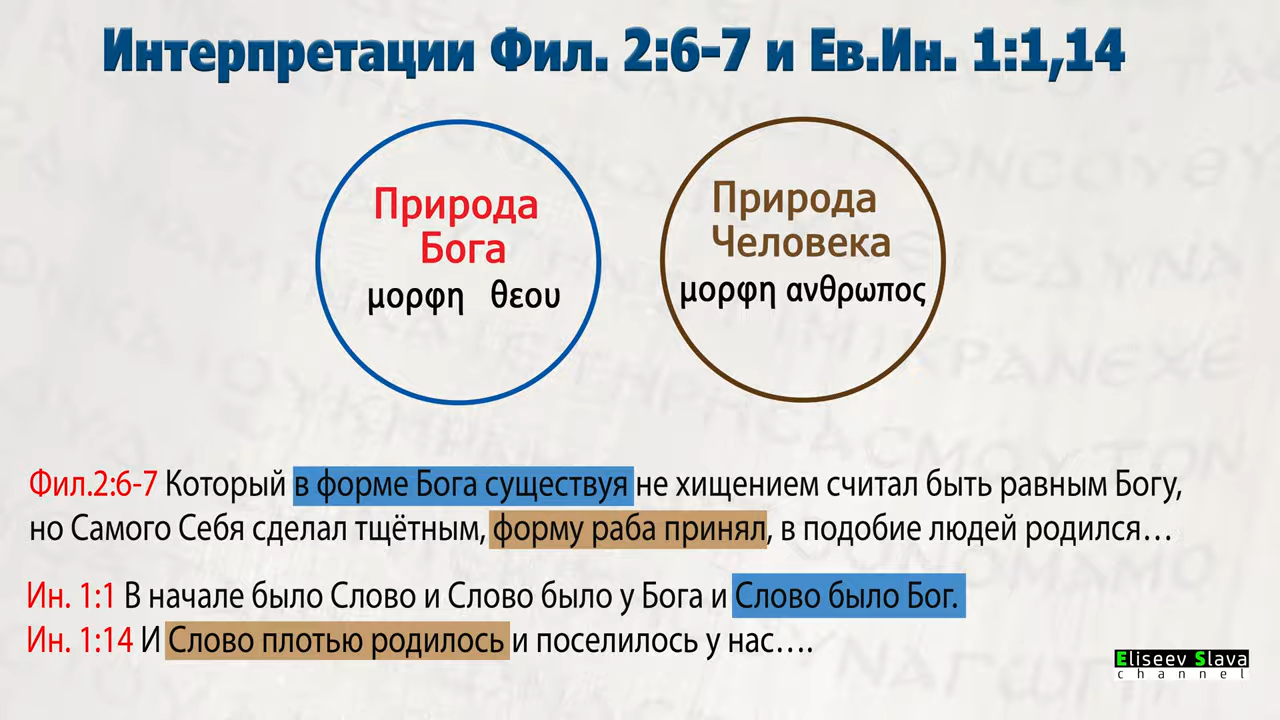 Интерпретации Фил. 2:6-7 и Ев.Ин. 1:1,14
Природа
Бога
μορφη θεου
Природа
Человека
μορφη ανθρωπος
Фил.2:6-7 Который в форме Бога существуя не хищением считал быть равным Богу,
но Самого Себя сделал тщётным, форму раба принял, в подобие людей родился…
Ин. 1:1 В начале было Слово и Слово было у Бога и Слово было Бог.
Ин. 1:14 И Слово плотью родилось и поселилось у нас….
Eliseev Slava
channel